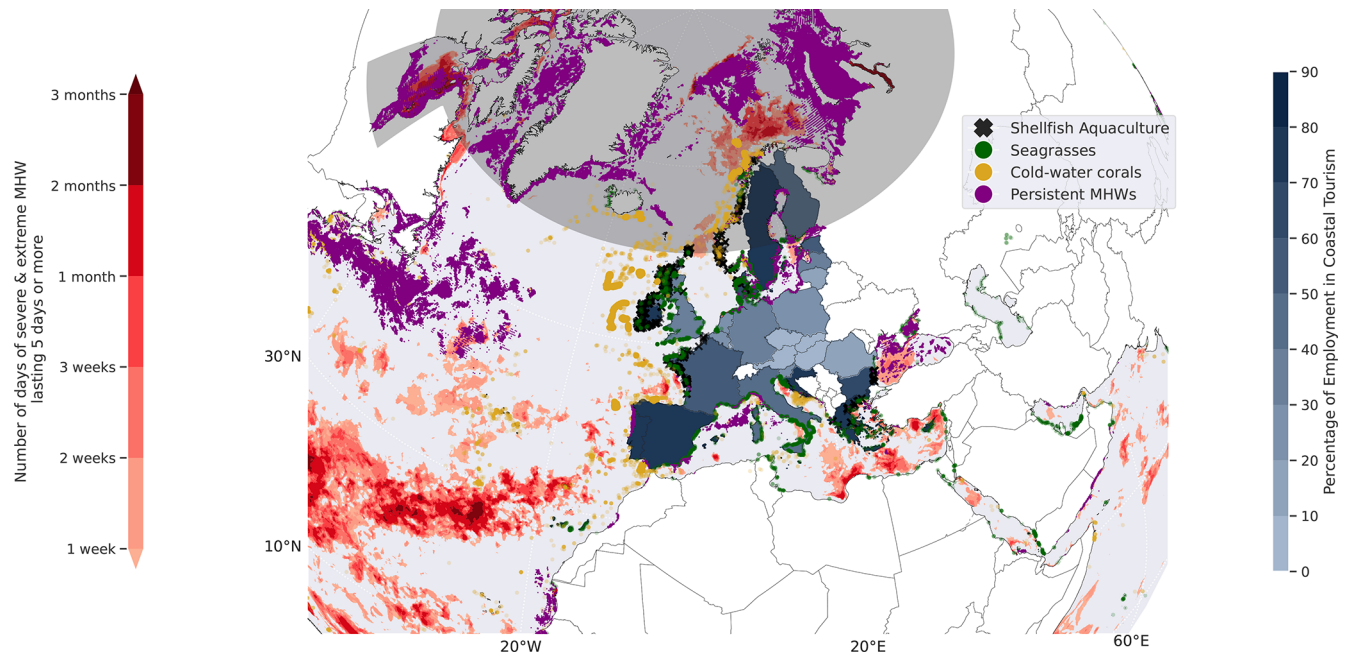 Number of days of severe & extreme MHW
lasting 5 days or more
3 months
2 months
1 month
3 weeks
2 weeks
1 week
30°N
10°N
20°W
20°E
60°E
Shellfish Aquaculture
Seagrasses
Cold-water corals
Persistent MHWs
90
80
70
60
50
40
30
20
10
0
Percentage of Employment in Coastal Tourism